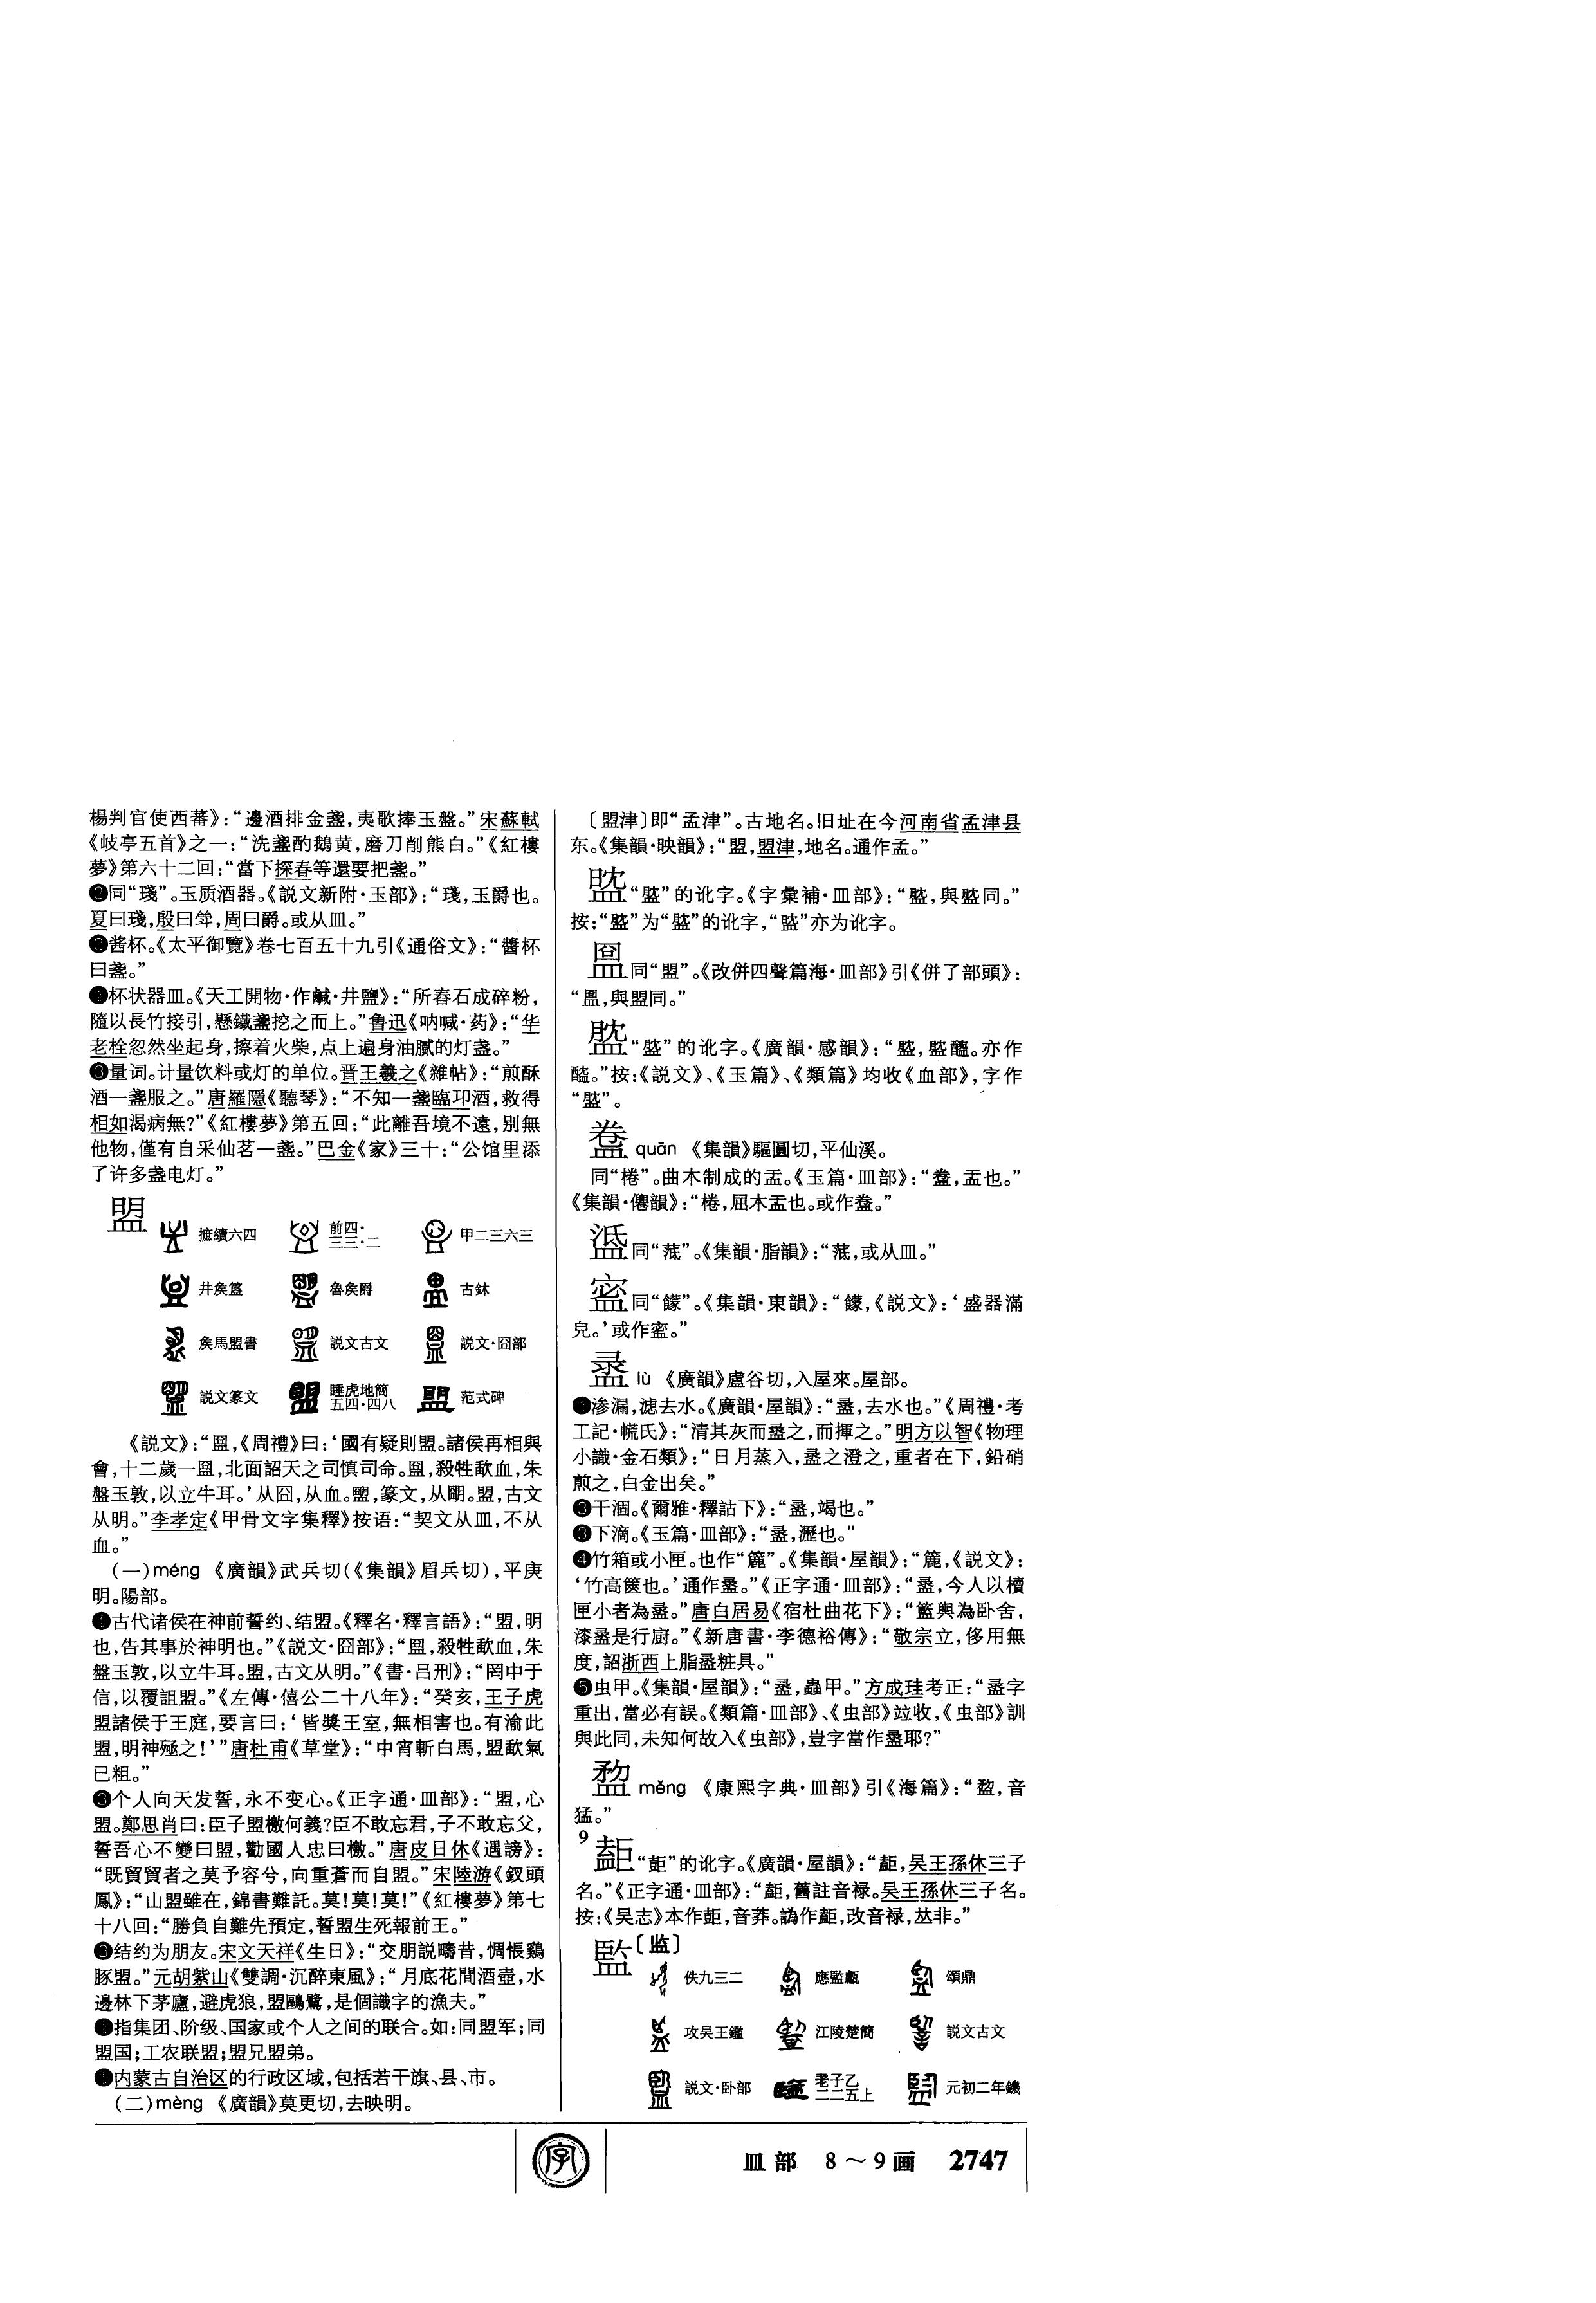 楊判官使西蕃》:“邊酒排金盞,夷歌捧玉盤。”宋蘇軾
《岐亭五首》之一:“洗盞酌鵝黄,磨刀削熊白。”《紅樓
夢》第六十二回:“當下探春等還要把盞。”
❷同“琖”。玉质酒器。《説文新附·玉部》:“琖,玉爵也。
夏曰琖,殷曰斚,周曰爵。或从皿。”
酱杯。《太平御覽》卷七百五十九引《通俗文》:“醬杯
曰盞。”
杯状器皿。《天工開物·作鹹·井鹽》:“所舂石成碎粉,
隨以長竹接引,懸鐵盞挖之而上。”鲁迅《呐喊·药》:“华
老栓忽然坐起身,擦着火柴,点上遍身油腻的灯盏。”
量词。计量饮料或灯的单位。晋王羲之《雜帖》:“煎酥
酒一盞服之。”唐羅隱《聽琴》:“不知一盞臨邛酒,救得
相如渴病無?”《紅樓夢》第五回:“此離吾境不遠,别無
他物,僅有自采仙茗一盞。”巴金《家》三十:“公馆里添
了许多盏电灯。”
盟
摭續六四 前四·三三·二 甲二三六三
井矦簋 魯矦爵 古鉥
矦馬盟書 説文古文 説文·囧部
説文篆文 睡虎地簡五四·四八 范式碑
《説文》:“盟,《周禮》曰:‘國有疑則盟。諸侯再相與
會,十二歲一盟,北面詔天之司慎司命。盟,殺牲歃血,朱
盤玉敦,以立牛耳。’从囧,从血。盟,篆文,从朙。盟,古文
从明。”李孝定《甲骨文字集釋》按语:“契文从皿,不从
血。”
(一)méng 《廣韻》武兵切(《集韻》眉兵切),平庚
明。陽部。
古代诸侯在神前誓约、结盟。《釋名·釋言語》:“盟,明
也,告其事於神明也。”《説文·囧部》:“盟,殺牲歃血,朱
盤玉敦,以立牛耳。盟,古文从明。”《書·吕刑》:“罔中于
信,以覆詛盟。”《左傳·僖公二十八年》:“癸亥,王子虎
盟諸侯于王庭,要言曰:‘皆獎王室,無相害也。有渝此
盟,明神殛之!’”唐杜甫《草堂》:“中宵斬白馬,盟歃氣
已粗。”
个人向天发誓,永不变心。《正字通·皿部》:“盟,心
盟。鄭思肖曰:臣子盟檄何義?臣不敢忘君,子不敢忘父,
誓吾心不變曰盟,勸國人忠曰檄。”唐皮日休《遇謗》:
“既貿貿者之莫予容兮,向重蒼而自盟。”宋陸游《釵頭
鳳》:“山盟雖在,錦書難託。莫!莫!莫!”《紅樓夢》第七
十八回:“勝負自難先預定,誓盟生死報前王。”
❸结约为朋友。宋文天祥《生日》:“交朋説疇昔,惆悵鷄
豚盟。”元胡紫山《雙調·沉醉東風》:“月底花間酒壺,水
邊林下茅廬,避虎狼,盟鷗鷺,是個識字的漁夫。”
指集团、阶级、国家或个人之间的联合。如:同盟军;同
盟国;工农联盟;盟兄盟弟。
内蒙古自治区的行政区域,包括若干旗、县、市。
(二)mèng 《廣韻》莫更切,去映明。
〔盟津〕即“孟津”。古地名。旧址在今河南省孟津县
东。《集韻·映韻》:“盟,盟津,地名。通作孟。”
“䀋”的讹字。《字彙補·皿部》:“,與同。”
按:“”为“”的讹字,“”亦为讹字。
同“盟”。《改併四聲篇海·皿部》引《併了部頭》:
“,與盟同。”
“”的讹字。《廣韻·感韻》:“,醢。亦作
。”按:《説文》、《玉篇》、《類篇》均收《血部》,字作
“”。
quān 《集韻》驅圓切,平仙溪。
同“棬”。曲木制成的盂。《玉篇·皿部》:“,盂也。”
《集韻·僊韻》:“棬,屈木盂也。或作。”
同“菹”。《集韻·脂韻》:“,或从皿。”
同“饛”。《集韻·東韻》:“饛,《説文》:‘盛器滿
皃。’或作。”
盝 lù 《廣韻》盧谷切,入屋來。屋部。
渗漏,滤去水。《廣韻·屋韻》:“盝,去水也。”《周禮·考
工記·㡛氏》:“清其灰而盝之,而揮之。”明方以智《物理
小識·金石類》:“日月蒸入,盝之澄之,重者在下,鉛硝
煎之,白金出矣。”
干涸。《爾雅·釋詁下》:“盝,竭也。”
❸下滴。《玉篇·皿部》:“盝,瀝也。”
❹竹箱或小匣。也作“簏”。《集韻·屋韻》:“簏,《説文》:
‘竹高篋也。’通作盝。”《正字通·皿部》:“盝,今人以櫝
匣小者為盝。”唐白居易《宿杜曲花下》:“籃輿為卧舍,
漆盝是行厨。”《新唐書·李德裕傳》:“敬宗立,侈用無
度,詔浙西上脂盝粧具。”
❺虫甲。《集韻·屋韻》:“盝,蟲甲。”方成珪考正:“盝字
重出,當必有誤。《類篇·皿部》、《虫部》竝收,《虫部》訓
與此同,未知何故入《虫部》,豈字當作盝耶?”
měng 《康熙字典·皿部》引《海篇》:“,音
猛。”
9
“”的讹字。《廣韻·屋韻》:“,吴王孫休三子
名。”《正字通·皿部》:“,舊註音禄。吴王孫休三子名。
按:《吴志》本作,音莽。譌作,改音禄,𠀤非。”
監〔监〕
佚九三二 應監甗 頌鼎
攻吴王鑑 江陵楚簡 説文古文
説文·卧部 老子乙二二五上 元初二年鐖
字
皿部 8～9画 2747